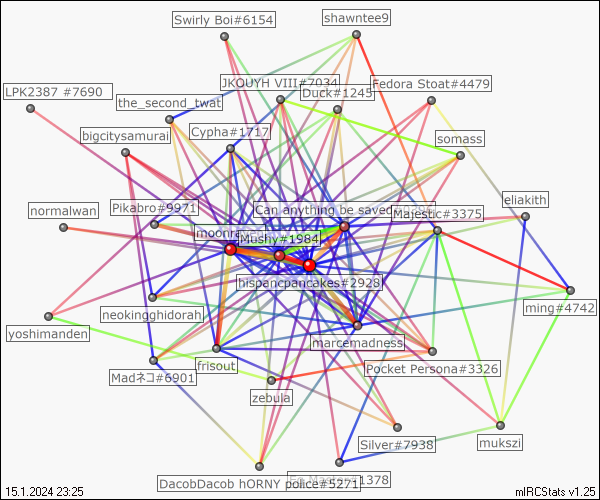 Swirly Boi#6154
shawntee9
JKOUYH VIII#7034
Fedora Stoat#4479
LPK2387 #7690
Duck#1245
the_second_twat
bigcitysamurai
Cypha#1717
somass
eliakith
Pikabro#9971
normalwan
Can anything be saved
Majestic#3375
Mushy#1984
hispancpancakes#2928
neokingghidorah
ming#4742
yoshimanden
marcemadness
frisout
Pocket Persona#3326
Madネコ#6901
zebula
Silver#7938
mukszi
DacobDacob hORNY police#5271
#1378
15.1.2024 23:25
mIRCStats v1.25